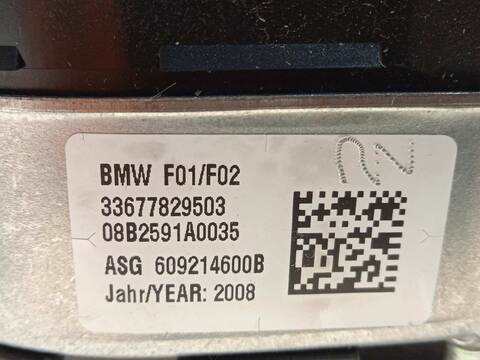 BMW F01/F02
33677829503
08B2591A0035
ASG 609214600B
Jahr/YEAR: 2008